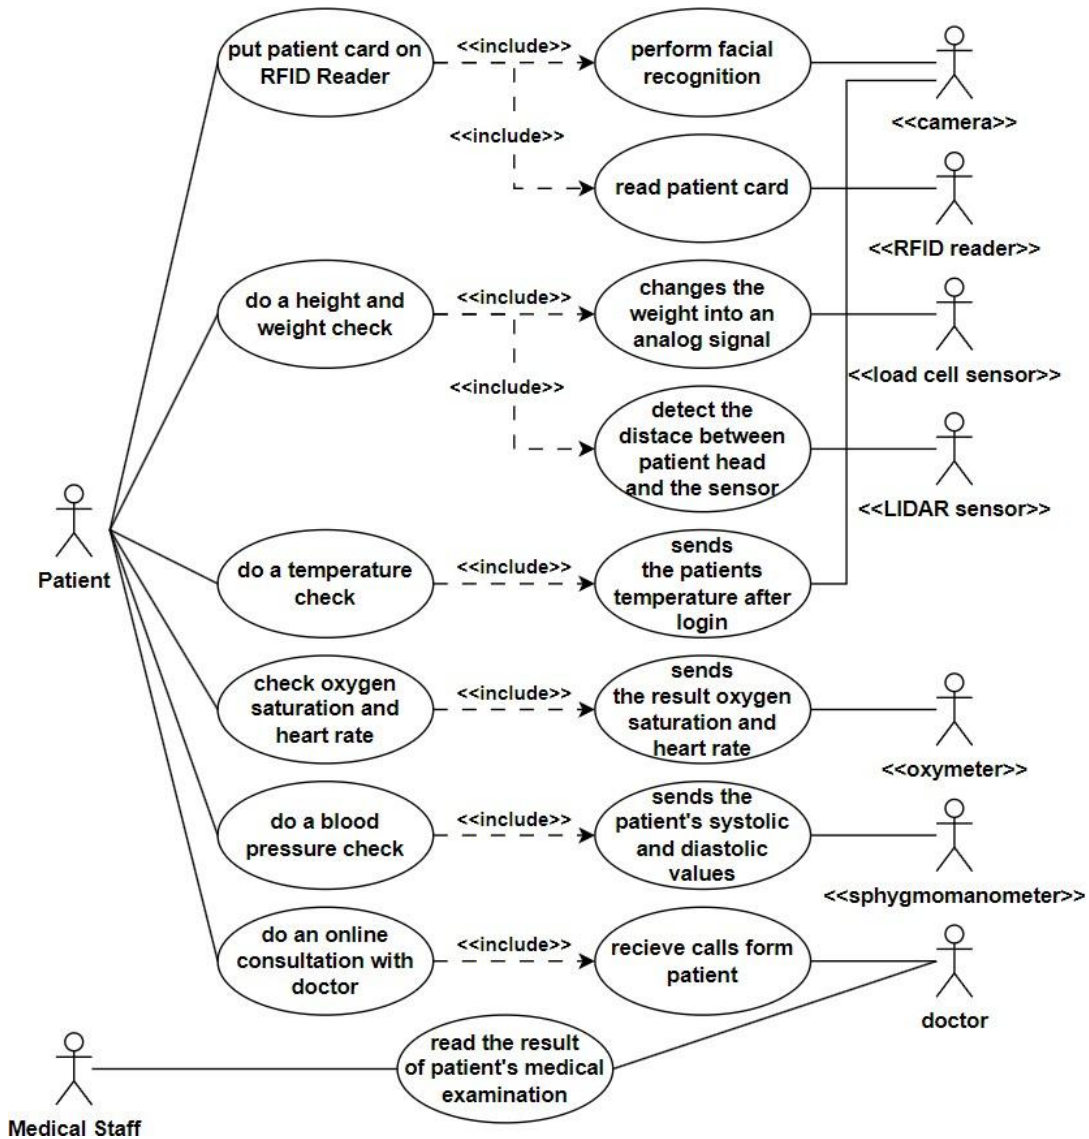 put patient card on
RFID Reader
<<include>>
perform facial
recognition
<<camera>>
<<include>>
read patient card
<<RFID reader>>
do a height and
weight check
<<include>>
changes the
weight into an
analog signal
<<load cell sensor>>
<<include>>
detect the
distace between
patient head
and the sensor
<<LIDAR sensor>>
Patient
do a temperature
check
<<include>>
sends
the patients
temperature after
login
check oxygen
saturation and
heart rate
<<include>>
sends
the result oxygen
saturation and
heart rate
<<oxymeter>>
do a blood
pressure check
<<include>>
sends the
patient's systolic
and diastolic
values
<<sphygmomanometer>>
do an online
consultation with
doctor
<<include>>
recieve calls form
patient
doctor
read the result
of patient's medical
examination
Medical Staff